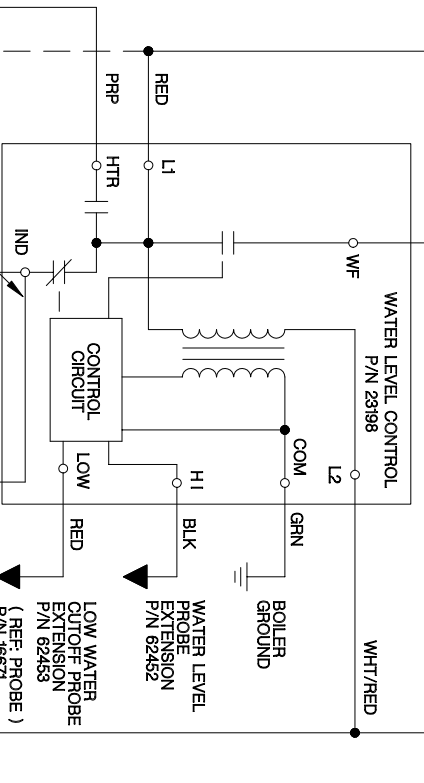 PRP
RED
HTR
L1
IND
WF
WATER LEVEL CONTROL
P/N 23198
CONTROL
CIRCUIT
COM
L2
LOW
HI
RED
BLK
GRN
BOILER
GROUND
WATER LEVEL
PROBE
EXTENSION
P/N 62452
LOW WATER
CUTOFF PROBE
EXTENSION
P/N 62453
( REF: PROBE )
WHT/RED